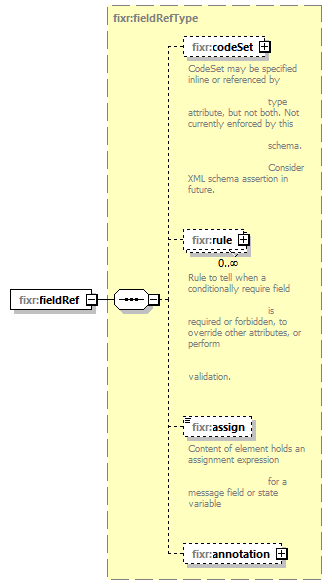 fixr:fieldRefType
fixr:codeSet
CodeSet may be specified
inline or referenced by
type
attribute, but not both. Not
currently enforced by this
schema.
Consider
XML schema assertion in
future.
fixr:rule
0..∞
Rule to tell when a
conditionally require field
is
required or forbidden, to
override other attributes, or
perform
validation.
fixr:fieldRef
fixr:assign
Content of element holds an
assignment expression
for a
message field or state
variable
fixr:annotation